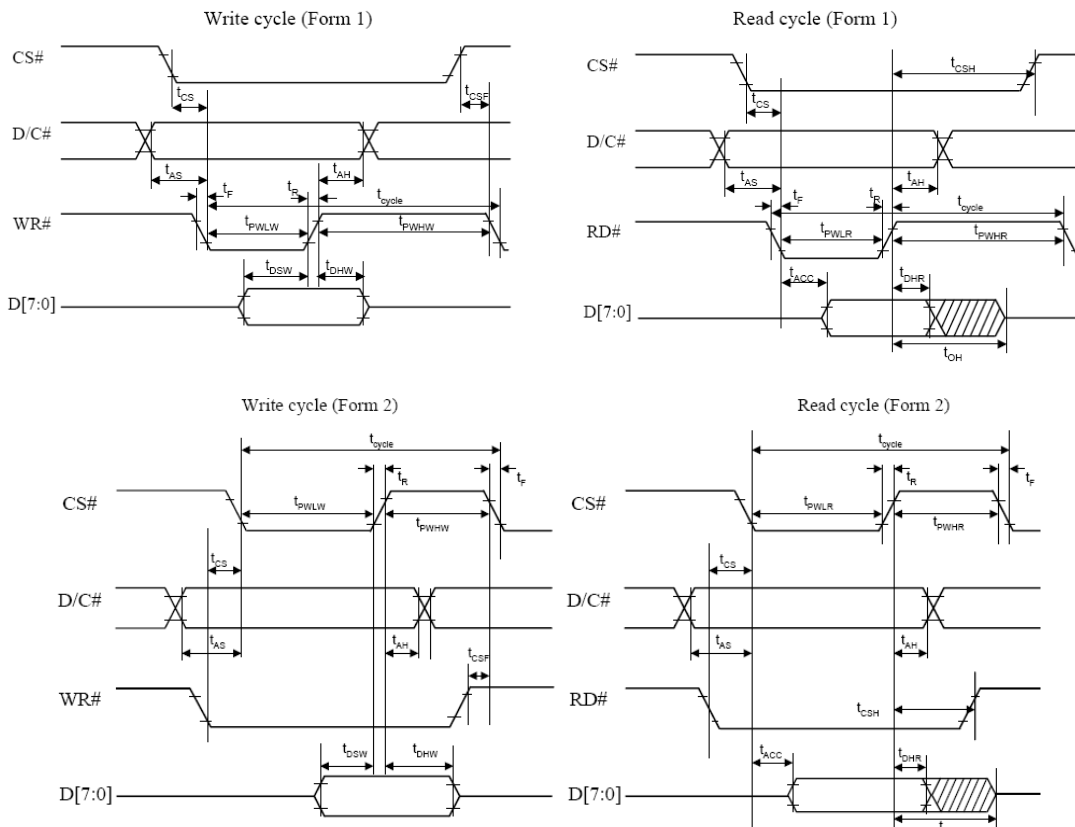 Write cycle (Form 1)
CS#
tCS
tCSF
D/C#
tAS
tF
tR
tAH
tcycle
WR#
tPWLW
tPWHW
tDSW
tDHW
D[7:0]
Read cycle (Form 1)
CS#
tCSH
tCS
D/C#
tAS
tF
tR
tAH
tcycle
RD#
tPWLR
tPWHR
tACC
tDHR
D[7:0]
tOH
Write cycle (Form 2)
tcycle
tR
tF
CS#
tPWLW
tPWHW
tCS
D/C#
tAS
tAH
tCSF
WR#
tDSW
tDHW
D[7:0]
Read cycle (Form 2)
tcycle
tR
tF
CS#
tPWLR
tPWHR
tCS
D/C#
tAS
tAH
RD#
tCSH
tACC
tDHR
D[7:0]
t